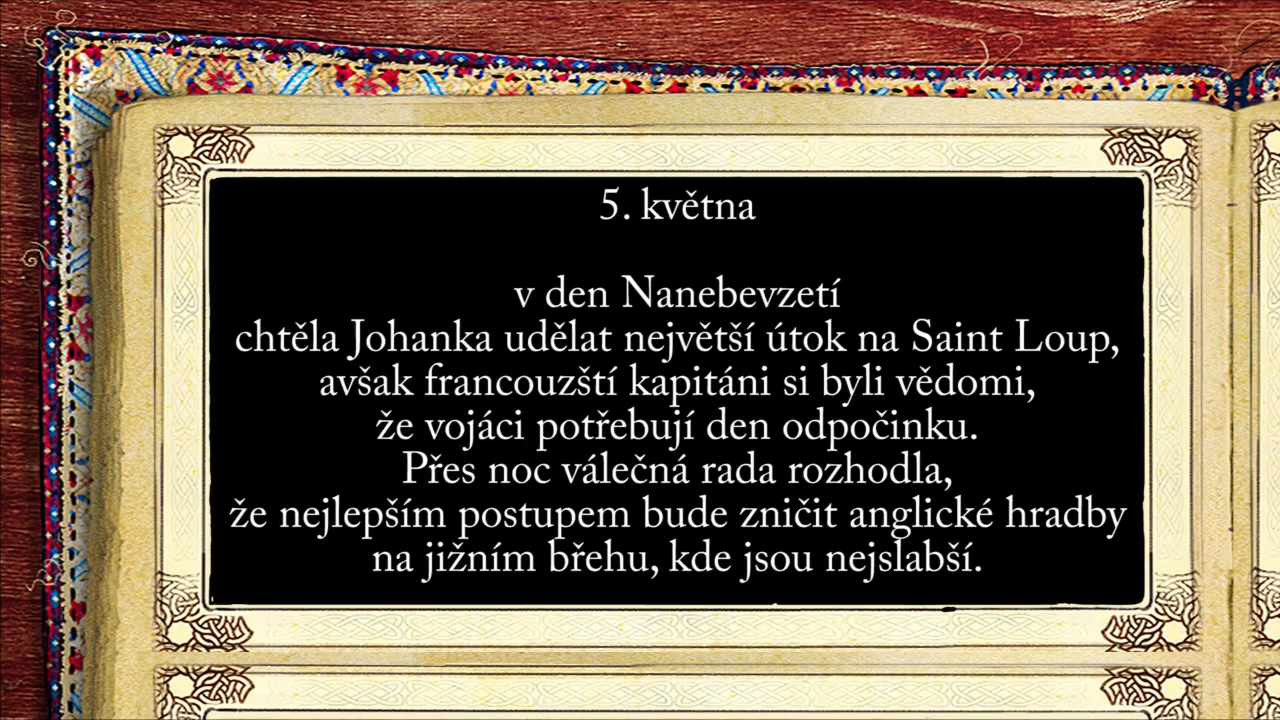 5. května
v den Nanebevzetí
chtěla Johanka udělat největší útok na Saint Loup,
avšak francouzští kapitáni si byli vědomi,
že vojáci potřebují den odpočinku.
Přes noc válečná rada rozhodla,
že nejlepším postupem bude zničit anglické hradby
na jižním břehu, kde jsou nejslabší.